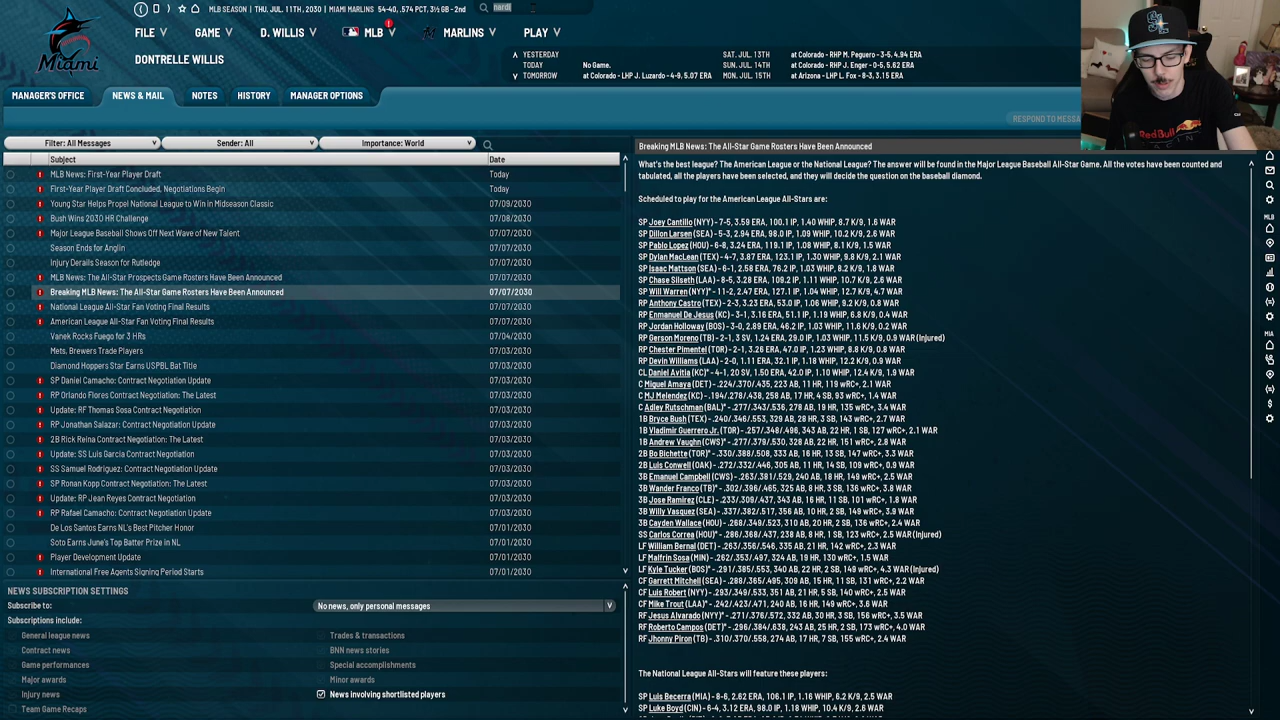 MLB SEASON | THU. JUL. 11TH, 2030 | MIAMI MARLINS 54-40, .574 PCT, 3½ GB - 2nd
nardi
FILE GAME D. WILLIS MLB MARLINS PLAY
Miami
DONTRELLE WILLIS
YESTERDAY
TODAY No Game.
TOMORROW at Colorado - LHP J. Luzardo - 4-9, 5.07 ERA
SAT. JUL. 13TH at Colorado - RHP M. Peguero - 3-5, 4.94 ERA
SUN. JUL. 14TH at Colorado - RHP J. Enger - 0-5, 5.62 ERA
MON. JUL. 15TH at Arizona - LHP L. Fox - 8-3, 3.15 ERA
MANAGER'S OFFICE NEWS & MAIL NOTES HISTORY MANAGER OPTIONS
RESPOND TO MESSA
Filter: All Messages Sender: All Importance: World
Subject Date
MLB News: First-Year Player Draft Today
First-Year Player Draft Concluded, Negotiations Begin Today
Young Star Helps Propel National League to Win in Midseason Classic 07/09/2030
Bush Wins 2030 HR Challenge 07/08/2030
Major League Baseball Shows Off Next Wave of New Talent 07/07/2030
Season Ends for Anglin 07/07/2030
Injury Derails Season for Rutledge 07/07/2030
MLB News: The All-Star Prospects Game Rosters Have Been Announced 07/07/2030
Breaking MLB News: The All-Star Game Rosters Have Been Announced 07/07/2030
National League All-Star Fan Voting Final Results 07/07/2030
American League All-Star Fan Voting Final Results 07/07/2030
Vanek Rocks Fuego for 3 HRs 07/04/2030
Mets, Brewers Trade Players 07/03/2030
Diamond Hoppers Star Earns USPBL Bat Title 07/03/2030
SP Daniel Camacho: Contract Negotiation Update 07/03/2030
RP Orlando Flores Contract Negotiation: The Latest 07/03/2030
Update: RF Thomas Sosa Contract Negotiation 07/03/2030
RP Jonathan Salazar: Contract Negotiation Update 07/03/2030
2B Rick Reina Contract Negotiation: The Latest 07/03/2030
Update: SS Luis Garcia Contract Negotiation 07/03/2030
SS Samuel Rodriguez: Contract Negotiation Update 07/03/2030
SP Ronan Kopp Contract Negotiation: The Latest 07/03/2030
Update: RP Jean Reyes Contract Negotiation 07/03/2030
RP Rafael Camacho: Contract Negotiation Update 07/03/2030
De Los Santos Earns NL's Best Pitcher Honor 07/01/2030
Soto Earns June's Top Batter Prize in NL 07/01/2030
Player Development Update 07/01/2030
International Free Agents Signing Period Starts 07/01/2030
NEWS SUBSCRIPTION SETTINGS
Subscribe to: No news, only personal messages
Subscriptions include:
General league news Trades & transactions
Contract news BNN news stories
Game performances Special accomplishments
Major awards Minor awards
Injury news News involving shortlisted players
Team Game Recaps
Breaking MLB News: The All-Star Game Rosters Have Been Announced
What's the best league? The American League or the National League? The answer will be found in the Major League Baseball All-Star Game. All the votes have been counted and
tabulated, all the players have been selected, and they will decide the question on the baseball diamond.
Scheduled to play for the American League All-Stars are:
SP Joey Cantillo (NYY) - 7-5, 3.59 ERA, 100.1 IP, 1.40 WHIP, 8.7 K/9, 1.6 WAR
SP Dillon Larsen (SEA) - 5-3, 2.94 ERA, 98.0 IP, 1.09 WHIP, 10.2 K/9, 2.6 WAR
SP Pablo Lopez (HOU) - 6-8, 3.24 ERA, 119.1 IP, 1.08 WHIP, 8.1 K/9, 1.5 WAR
SP Dylan MacLean (TEX) - 4-7, 3.87 ERA, 123.1 IP, 1.30 WHIP, 9.8 K/9, 2.1 WAR
SP Isaac Mattson (SEA) - 6-1, 2.58 ERA, 76.2 IP, 1.03 WHIP, 8.2 K/9, 1.8 WAR
SP Chase Silseth (LAA) - 8-5, 3.28 ERA, 109.2 IP, 1.11 WHIP, 10.7 K/9, 2.6 WAR
SP Will Warren (NYY)* - 11-2, 2.47 ERA, 127.1 IP, 1.04 WHIP, 12.7 K/9, 4.7 WAR
RP Anthony Castro (TEX) - 2-3, 3.23 ERA, 53.0 IP, 1.06 WHIP, 9.2 K/9, 0.8 WAR
RP Enmanuel De Jesus (KC) - 3-1, 3.16 ERA, 51.1 IP, 1.19 WHIP, 6.8 K/9, 0.4 WAR
RP Jordan Holloway (BOS) - 3-0, 2.89 ERA, 46.2 IP, 1.03 WHIP, 11.6 K/9, 0.2 WAR
RP Gerson Moreno (TB) - 2-1, 3 SV, 1.24 ERA, 29.0 IP, 1.03 WHIP, 11.5 K/9, 0.9 WAR (Injured)
RP Chester Pimentel (TOR) - 2-1, 3.26 ERA, 47.0 IP, 1.23 WHIP, 8.8 K/9, 0.8 WAR
RP Devin Williams (LAA) - 2-0, 1.11 ERA, 32.1 IP, 1.18 WHIP, 12.2 K/9, 0.9 WAR
CL Daniel Avitia (KC)* - 4-1, 20 SV, 1.50 ERA, 42.0 IP, 1.10 WHIP, 12.4 K/9, 1.9 WAR
C Miguel Amaya (DET) - .224/.370/.435, 223 AB, 11 HR, 119 wRC+, 2.1 WAR
C MJ Melendez (KC) - .194/.278/.438, 258 AB, 17 HR, 4 SB, 93 wRC+, 1.4 WAR
C Adley Rutschman (BAL)* - .277/.343/.536, 278 AB, 19 HR, 135 wRC+, 3.4 WAR
1B Bryce Bush (TEX) - .240/.346/.553, 329 AB, 28 HR, 3 SB, 143 wRC+, 2.7 WAR
1B Vladimir Guerrero Jr. (TOR) - .257/.348/.496, 343 AB, 22 HR, 1 SB, 127 wRC+, 2.1 WAR
1B Andrew Vaughn (CWS)* - .277/.379/.530, 328 AB, 22 HR, 151 wRC+, 2.8 WAR
2B Bo Bichette (TOR)* - .330/.388/.508, 333 AB, 16 HR, 13 SB, 147 wRC+, 3.3 WAR
2B Luis Conwell (OAK) - .272/.332/.446, 305 AB, 11 HR, 14 SB, 109 wRC+, 0.9 WAR
3B Emanuel Campbell (CWS) - .263/.381/.529, 240 AB, 18 HR, 149 wRC+, 2.5 WAR
3B Wander Franco (TB)* - .302/.396/.465, 325 AB, 8 HR, 3 SB, 136 wRC+, 3.8 WAR
3B Jose Ramirez (CLE) - .233/.309/.437, 343 AB, 16 HR, 11 SB, 101 wRC+, 1.8 WAR
3B Willy Vasquez (SEA) - .337/.382/.517, 356 AB, 10 HR, 2 SB, 149 wRC+, 3.9 WAR
3B Cayden Wallace (HOU) - .268/.349/.523, 310 AB, 20 HR, 2 SB, 136 wRC+, 2.4 WAR
SS Carlos Correa (HOU)* - .286/.368/.437, 238 AB, 8 HR, 1 SB, 123 wRC+, 2.5 WAR (Injured)
LF William Bernal (DET) - .263/.356/.546, 335 AB, 21 HR, 142 wRC+, 2.3 WAR
LF Malfrin Sosa (MIN) - .262/.353/.497, 324 AB, 19 HR, 130 wRC+, 1.5 WAR
LF Kyle Tucker (BOS)* - .291/.385/.553, 340 AB, 22 HR, 2 SB, 149 wRC+, 4.3 WAR (Injured)
CF Garrett Mitchell (SEA) - .288/.365/.495, 309 AB, 15 HR, 11 SB, 131 wRC+, 2.2 WAR
CF Luis Robert (NYY) - .293/.349/.531, 373 AB, 21 HR, 5 SB, 140 wRC+, 2.5 WAR
CF Mike Trout (LAA)* - .242/.423/.471, 240 AB, 16 HR, 149 wRC+, 3.6 WAR
RF Jesus Alvarado (NYY)* - .271/.376/.572, 332 AB, 30 HR, 3 SB, 156 wRC+, 3.5 WAR
RF Roberto Campos (DET)* - .296/.384/.638, 243 AB, 25 HR, 2 SB, 173 wRC+, 4.0 WAR
RF Jhonny Piron (TB) - .310/.370/.558, 274 AB, 17 HR, 7 SB, 155 wRC+, 2.4 WAR
The National League All-Stars will feature these players:
SP Luis Becerra (MIA) - 8-6, 2.62 ERA, 106.1 IP, 1.16 WHIP, 6.2 K/9, 2.5 WAR
SP Luke Boyd (CIN) - 6-4, 3.12 ERA, 98.0 IP, 1.18 WHIP, 10.4 K/9, 2.6 WAR
MLB
MIA
Red Bull